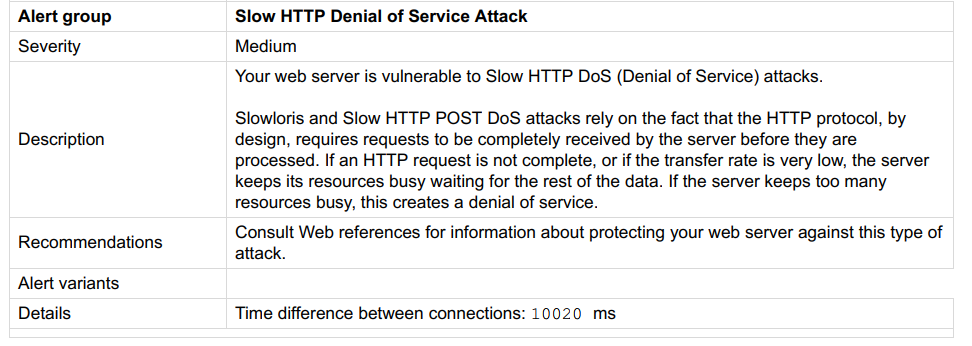 Alert group Slow HTTP Denial of Service Attack
Severity Medium
Description
Your web server is vulnerable to Slow HTTP DoS (Denial of Service) attacks.
Slowloris and Slow HTTP POST DoS attacks rely on the fact that the HTTP protocol, by
design, requires requests to be completely received by the server before they are
processed. If an HTTP request is not complete, or if the transfer rate is very low, the server
keeps its resources busy waiting for the rest of the data. If the server keeps too many
resources busy, this creates a denial of service.
Recommendations
Consult Web references for information about protecting your web server against this type of
attack.
Alert variants
Details Time difference between connections: 10020 ms